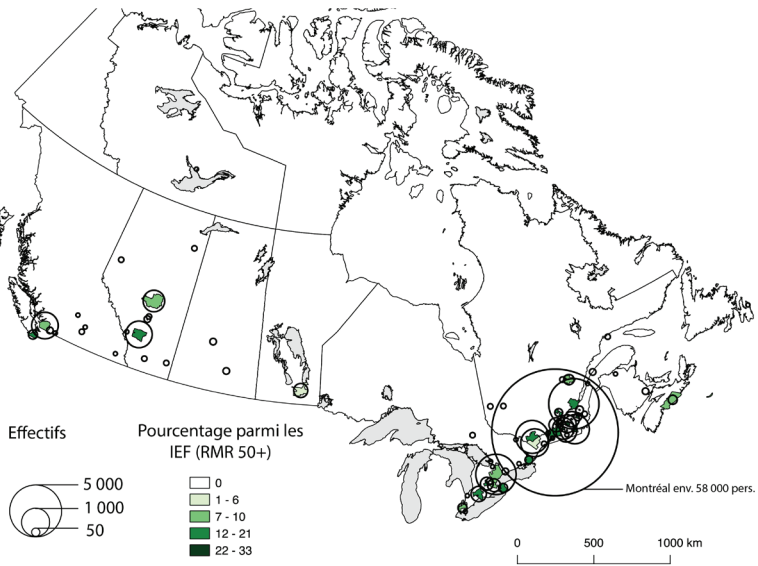 Montréal env. 58 000 pers.
Effectifs
5 000
1 000
50
Pourcentage parmi les
IEF (RMR 50+)
0
1 - 6
7 - 10
12 - 21
22 - 33
0 500 1000 km